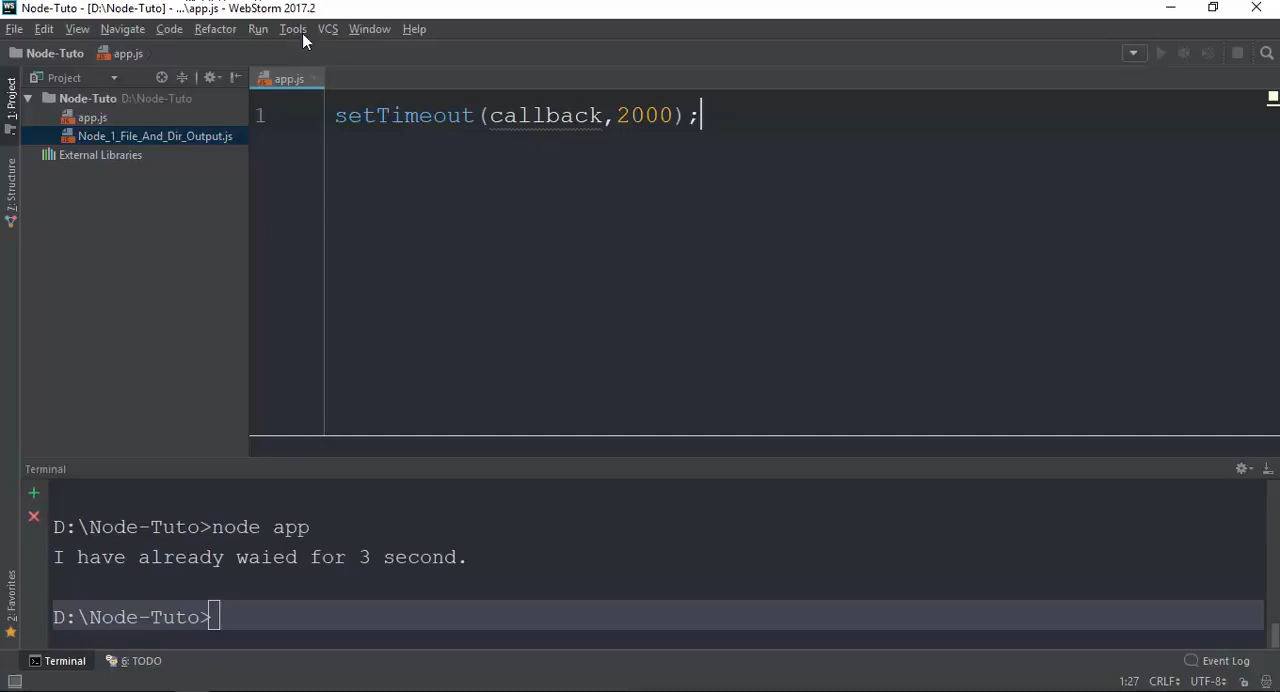 WS Node-Tuto - [D:\Node-Tuto] - ...\app.js - WebStorm 2017.2
File Edit View Navigate Code Refactor Run Tools VCS Window Help
Node-Tuto app.js
1: Project
Project
app.js
Node-Tuto D:\Node-Tuto
app.js
Node_1_File_And_Dir_Output.js
External Libraries
1 setTimeout(callback,2000);
7: Structure
Terminal
D:\Node-Tuto>node app
I have already waied for 3 second.
D:\Node-Tuto>
2: Favorites
Terminal 6: TODO Event Log
1:27 CRLF UTF-8